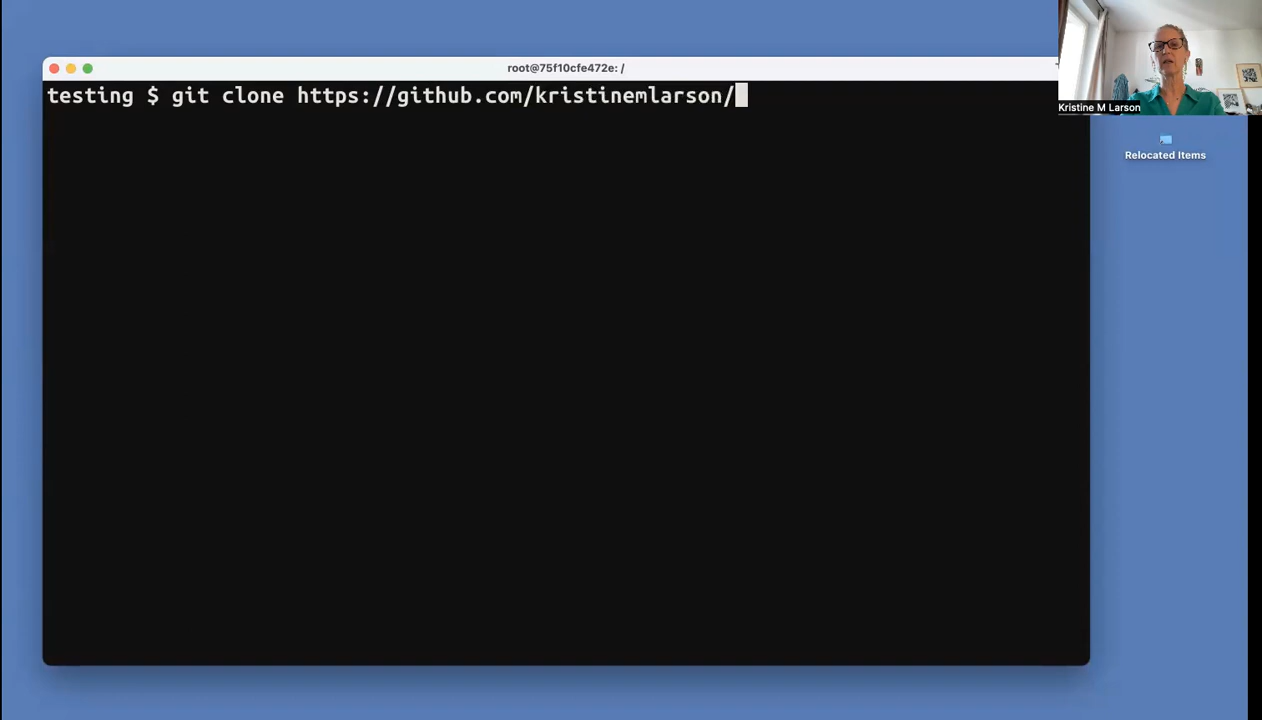 root@75f10cfe472e: /
testing $ git clone https://github.com/kristinemlarson/
Kristine M Larson
Relocated Items